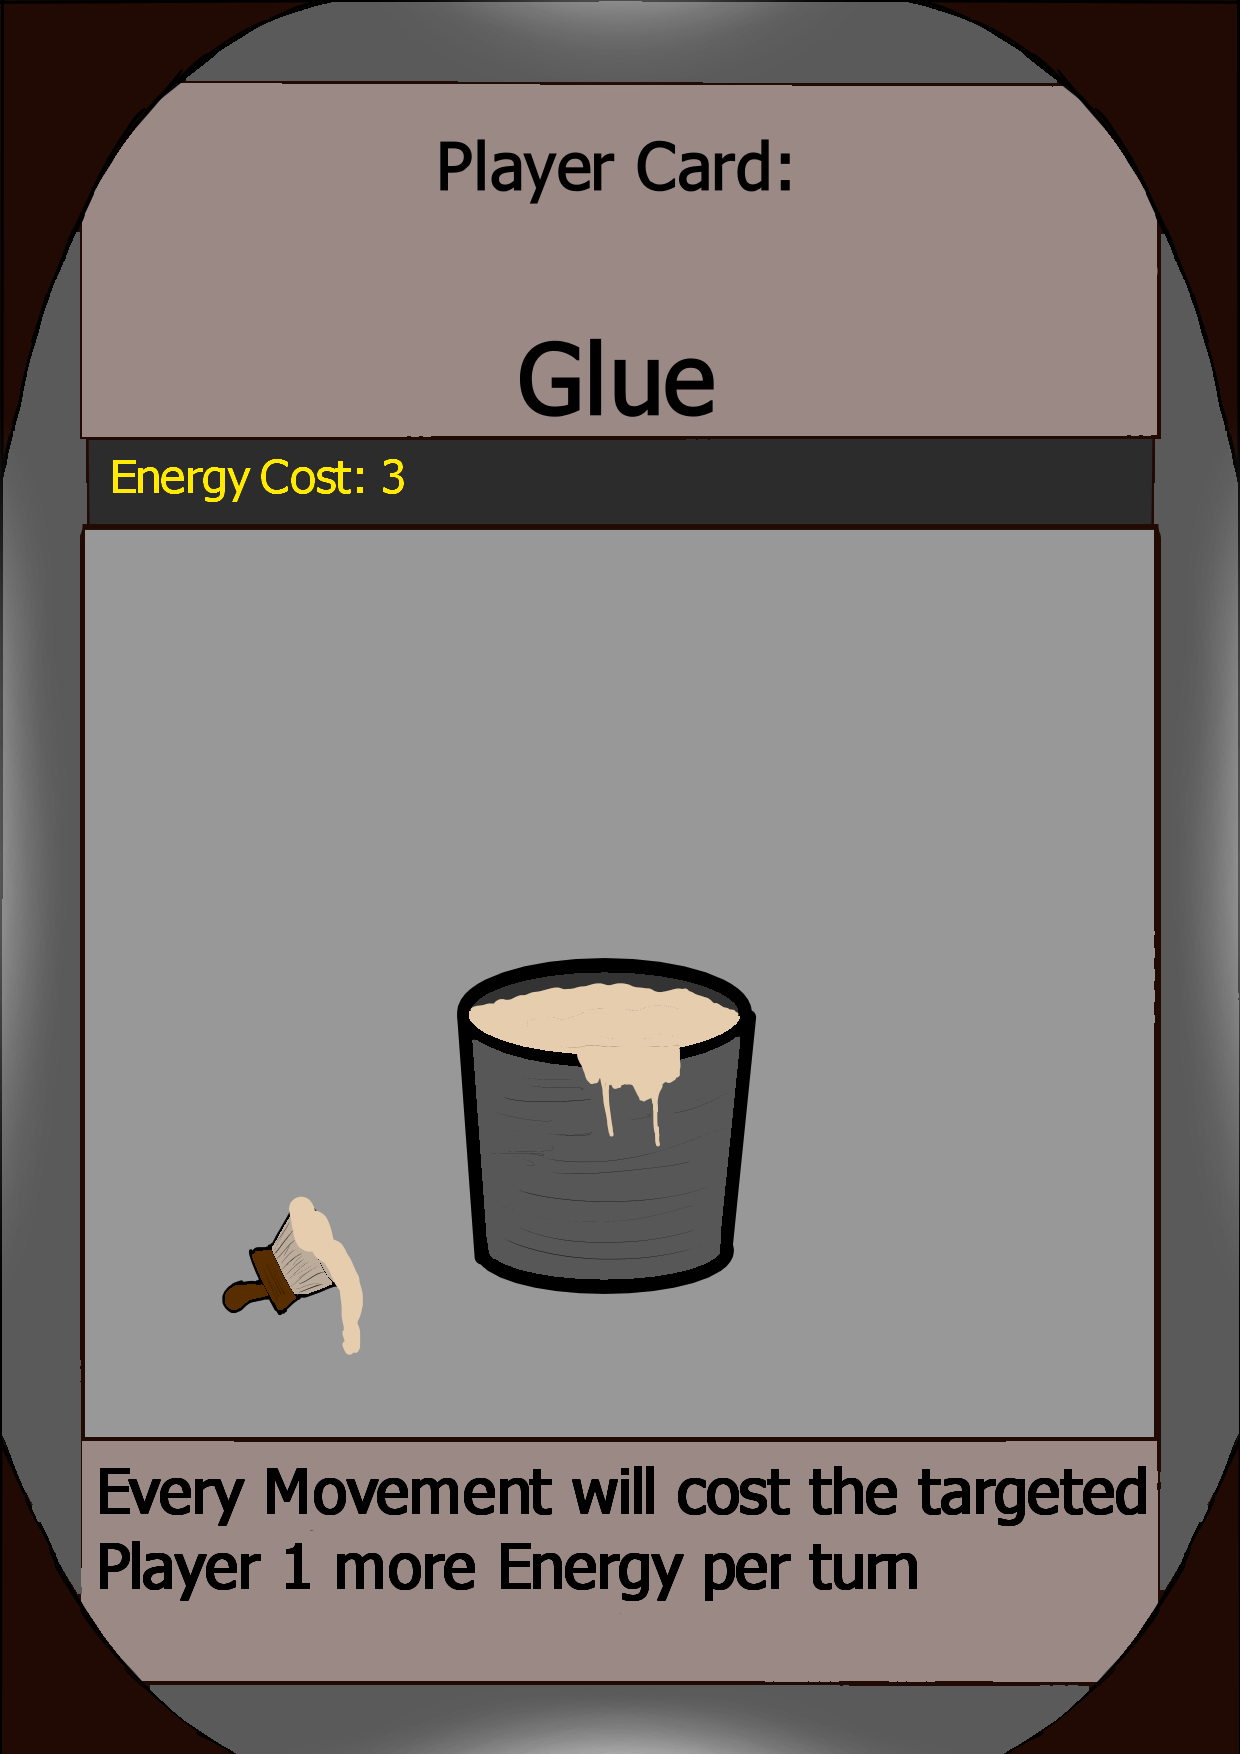 Player Card:
Glue
Energy Cost: 3
Every Movement will cost the targeted
Player 1 more Energy per turn